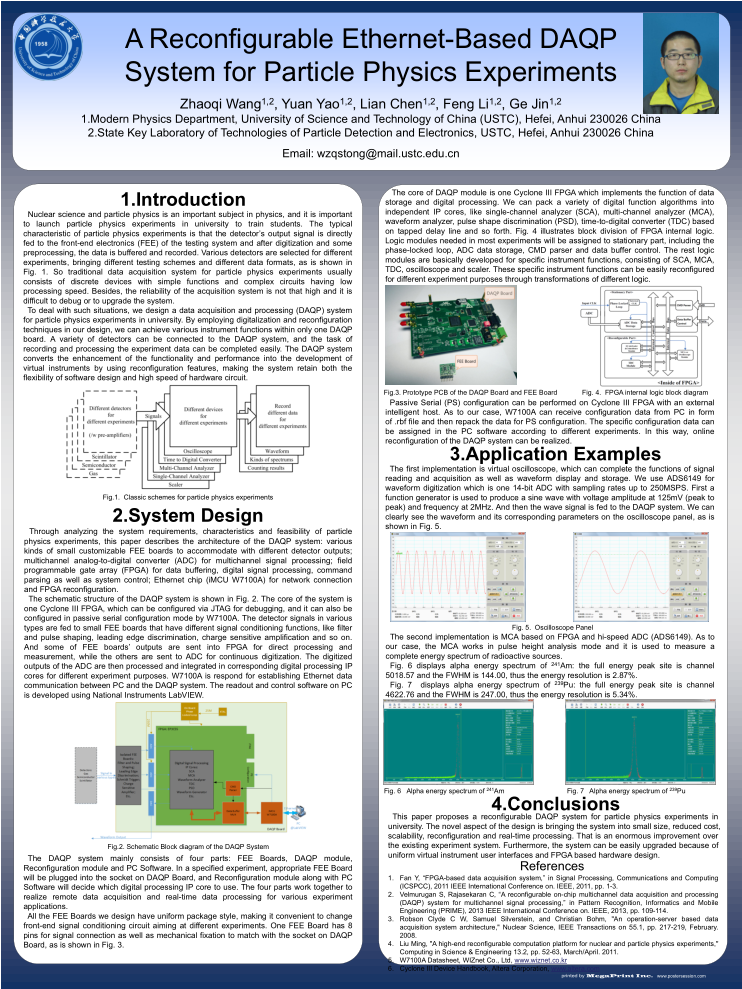 A Reconfigurable Ethernet-Based DAQP
System for Particle Physics Experiments
Zhaoqi Wang1,2, Yuan Yao1,2, Lian Chen1,2, Feng Li1,2, Ge Jin1,2
1.Modern Physics Department, University of Science and Technology of China (USTC), Hefei, Anhui 230026 China
2.State Key Laboratory of Technologies of Particle Detection and Electronics, USTC, Hefei, Anhui 230026 China
Email: wzqstong@mail.ustc.edu.cn
1958
1.Introduction
Nuclear science and particle physics is an important subject in physics, and it is important
to launch particle physics experiments in university to train students. The typical
characteristic of particle physics experiments is that the detector's output signal is directly
fed to the front-end electronics (FEE) of the testing system and after digitization and some
preprocessing, the data is buffered and recorded. Various detectors are selected for different
experiments, bringing different testing schemes and different data formats, as is shown in
Fig. 1. So traditional data acquisition system for particle physics experiments usually
consists of discrete devices with simple functions and complex circuits having low
processing speed. Besides, the reliability of the acquisition system is not that high and it is
difficult to debug or to upgrade the system.
To deal with such situations, we design a data acquisition and processing (DAQP) system
for particle physics experiments in university. By employing digitalization and reconfiguration
techniques in our design, we can achieve various instrument functions within only one DAQP
board. A variety of detectors can be connected to the DAQP system, and the task of
recording and processing the experiment data can be completed easily. The DAQP system
converts the enhancement of the functionality and performance into the development of
virtual instruments by using reconfiguration features, making the system retain both the
flexibility of software design and high speed of hardware circuit.
Different detectors
for
different experiments
(/w pre-amplifiers)
Scintillator
Semiconductor
Gas
Signals
Different devices
for
different experiments
Oscilloscope
Time to Digital Converter
Multi-Channel Analyzer
Single-Channel Analyzer
Scaler
Record
different data
for
different experiments
Waveform
Kinds of spectrums
Counting results
Fig.1. Classic schemes for particle physics experiments
2.System Design
Through analyzing the system requirements, characteristics and feasibility of particle
physics experiments, this paper describes the architecture of the DAQP system: various
kinds of small customizable FEE boards to accommodate with different detector outputs;
multichannel analog-to-digital converter (ADC) for multichannel signal processing; field
programmable gate array (FPGA) for data buffering, digital signal processing, command
parsing as well as system control; Ethernet chip (iMCU W7100A) for network connection
and FPGA reconfiguration.
The schematic structure of the DAQP system is shown in Fig. 2. The core of the system is
one Cyclone III FPGA, which can be configured via JTAG for debugging, and it can also be
configured in passive serial configuration mode by W7100A. The detector signals in various
types are fed to small FEE boards that have different signal conditioning functions, like filter
and pulse shaping, leading edge discrimination, charge sensitive amplification and so on.
And some of FEE boards' outputs are sent into FPGA for direct processing and
measurement, while the others are sent to ADC for continuous digitization. The digitized
outputs of the ADC are then processed and integrated in corresponding digital processing IP
cores for different experiment purposes. W7100A is respond for establishing Ethernet data
communication between PC and the DAQP system. The readout and control software on PC
is developed using National Instruments LabVIEW.
DAQP Board
Fig.2. Schematic Block diagram of the DAQP System
The DAQP system mainly consists of four parts: FEE Boards, DAQP module,
Reconfiguration module and PC Software. In a specified experiment, appropriate FEE Board
will be plugged into the socket on DAQP Board, and Reconfiguration module along with PC
Software will decide which digital processing IP core to use. The four parts work together to
realize remote data acquisition and real-time data processing for various experiment
applications.
All the FEE Boards we design have uniform package style, making it convenient to change
front-end signal conditioning circuit aiming at different experiments. One FEE Board has 8
pins for signal connection as well as mechanical fixation to match with the socket on DAQP
Board, as is shown in Fig. 3.
The core of DAQP module is one Cyclone III FPGA which implements the function of data
storage and digital processing. We can pack a variety of digital function algorithms into
independent IP cores, like single-channel analyzer (SCA), multi-channel analyzer (MCA),
waveform analyzer, pulse shape discrimination (PSD), time-to-digital converter (TDC) based
on tapped delay line and so forth. Fig. 4 illustrates block division of FPGA internal logic.
Logic modules needed in most experiments will be assigned to stationary part, including the
phase-locked loop, ADC data storage, CMD parser and data buffer control. The rest logic
modules are basically developed for specific instrument functions, consisting of SCA, MCA,
TDC, oscilloscope and scaler. These specific instrument functions can be easily reconfigured
for different experiment purposes through transformations of different logic.
DAQP Board
FEE Board
<Inside of FPGA>
Fig.3. Prototype PCB of the DAQP Board and FEE Board
Fig. 4. FPGA internal logic block diagram
Passive Serial (PS) configuration can be performed on Cyclone III FPGA with an external
intelligent host. As to our case, W7100A can receive configuration data from PC in form
of .rbf file and then repack the data for PS configuration. The specific configuration data can
be assigned in the PC software according to different experiments. In this way, online
reconfiguration of the DAQP system can be realized.
3.Application Examples
The first implementation is virtual oscilloscope, which can complete the functions of signal
reading and acquisition as well as waveform display and storage. We use ADS6149 for
waveform digitization which is one 14-bit ADC with sampling rates up to 250MSPS. First a
function generator is used to produce a sine wave with voltage amplitude at 125mV (peak to
peak) and frequency at 2MHz. And then the wave signal is fed to the DAQP system. We can
clearly see the waveform and its corresponding parameters on the oscilloscope panel, as is
shown in Fig. 5.
Fig. 5. Oscilloscope Panel
The second implementation is MCA based on FPGA and hi-speed ADC (ADS6149). As to
our case, the MCA works in pulse height analysis mode and it is used to measure a
complete energy spectrum of radioactive sources.
Fig. 6 displays alpha energy spectrum of 241Am: the full energy peak site is channel
5018.57 and the FWHM is 144.00, thus the energy resolution is 2.87%.
Fig. 7 displays alpha energy spectrum of 239Pu: the full energy peak site is channel
4622.76 and the FWHM is 247.00, thus the energy resolution is 5.34%.
Fig. 6 Alpha energy spectrum of 241Am
Fig. 7 Alpha energy spectrum of 239Pu
4.Conclusions
This paper proposes a reconfigurable DAQP system for particle physics experiments in
university. The novel aspect of the design is bringing the system into small size, reduced cost,
scalability, reconfiguration and real-time processing. That is an enormous improvement over
the existing experiment system. Furthermore, the system can be easily upgraded because of
uniform virtual instrument user interfaces and FPGA based hardware design.
References
1. Fan Y, "FPGA-based data acquisition system," in Signal Processing, Communications and Computing
(ICSPCC), 2011 IEEE International Conference on. IEEE, 2011, pp. 1-3.
2. Velmurugan S, Rajasekaran C, "A reconfigurable on-chip multichannel data acquisition and processing
(DAQP) system for multichannel signal processing," in Pattern Recognition, Informatics and Mobile
Engineering (PRIME), 2013 IEEE International Conference on. IEEE, 2013, pp. 109-114.
3. Robson Clyde C W, Samuel Silverstein, and Christian Bohm, "An operationserver based data
acquisition system architecture," Nuclear Science, IEEE Transactions on 55.1, pp. 217-219, February.
2008.
4. Liu Ming, "A high-end reconfigurable computation platform for nuclear and particle physics experiments,"
Computing in Science & Engineering 13.2, pp. 52-63, March/April. 2011.
5. W7100A Datasheet, WIZnet Co., Ltd, www.wiznet.co.kr
6. Cyclone III Device Handbook, Altera Corporation,
printed by MegaPrint Inc. www.postersession.com